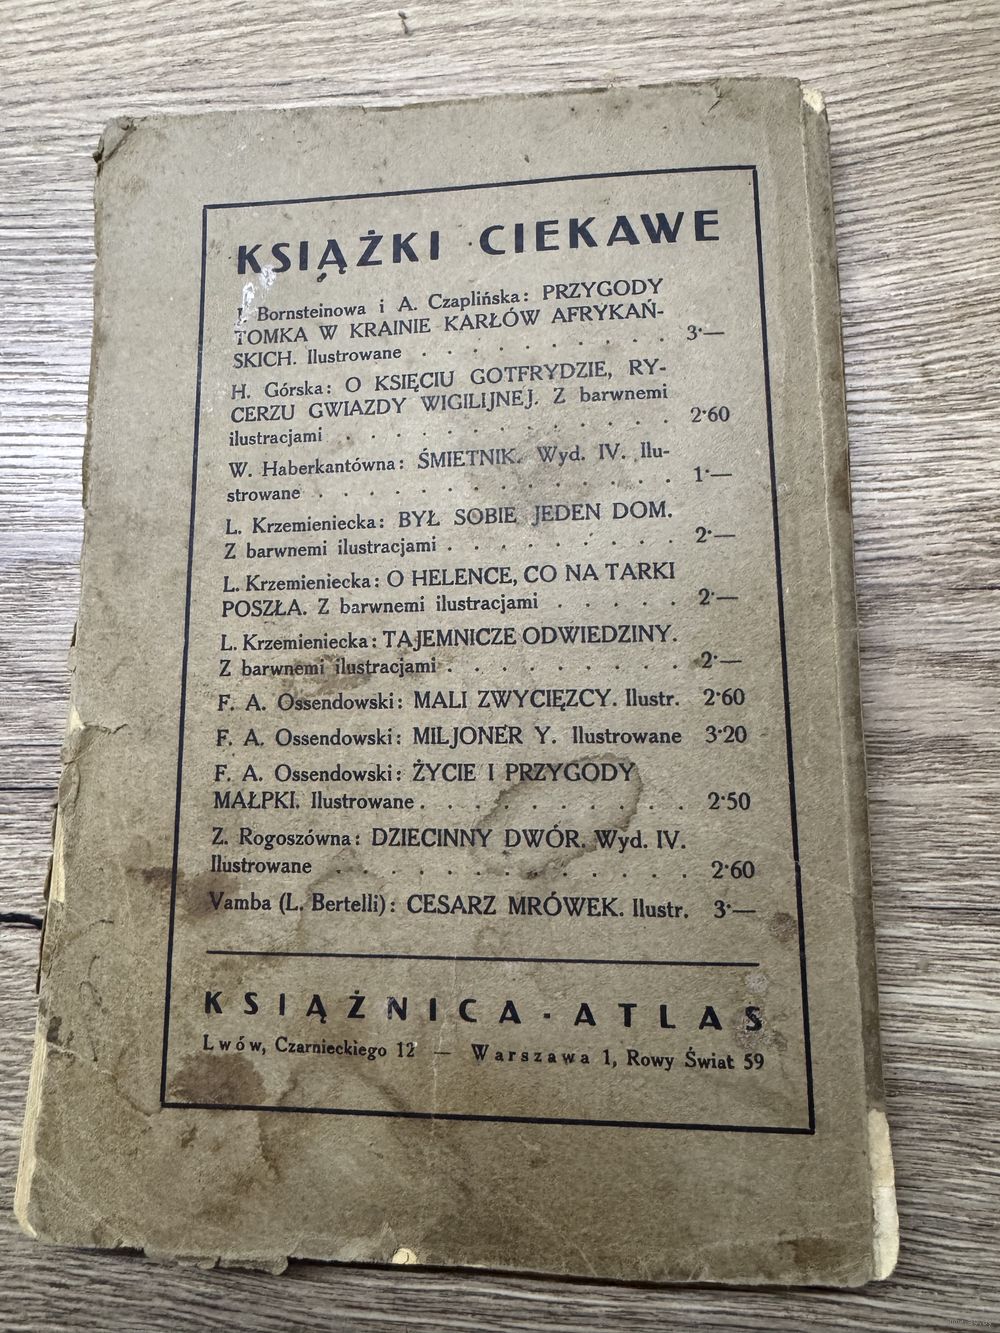 KSIĄŻKI CIEKAWE
J. Bornsteinowa i A. Czaplińska: PRZYGODY
TOMKA W KRAINIE KARŁÓW AFRYKAŃ-
SKICH. Ilustrowane . . . . . . . . . . 3·—
H. Górska: O KSIĘCIU GOTFRYDZIE, RY-
CERZU GWIAZDY WIGILIJNEJ. Z barwnemi
ilustracjami . . . . . . . . . . . . . 2·60
W. Haberkantówna: ŚMIETNIK. Wyd. IV. Ilu-
strowane . . . . . . . . . . . . . . 1·—
L. Krzemieniecka: BYŁ SOBIE JEDEN DOM.
Z barwnemi ilustracjami . . . . . . . . . 2·—
L. Krzemieniecka: O HELENCE, CO NA TARKI
POSZŁA. Z barwnemi ilustracjami . . . . . 2·—
L. Krzemieniecka: TAJEMNICZE ODWIEDZINY.
Z barwnemi ilustracjami . . . . . . . . . 2·—
F. A. Ossendowski: MALI ZWYCIĘZCY. Ilustr. 2·60
F. A. Ossendowski: MILJONER Y. Ilustrowane 3·20
F. A. Ossendowski: ŻYCIE I PRZYGODY
MAŁPKI. Ilustrowane . . . . . . . . . . 2·50
Z. Rogoszówna: DZIECINNY DWÓR. Wyd. IV.
Ilustrowane . . . . . . . . . . . . . 2·60
Vamba (L. Bertelli): CESARZ MRÓWEK. Ilustr. 3·—
KSIĄŻNICA-ATLAS
Lwów, Czarnieckiego 12 — Warszawa 1, Rowy Świat 59